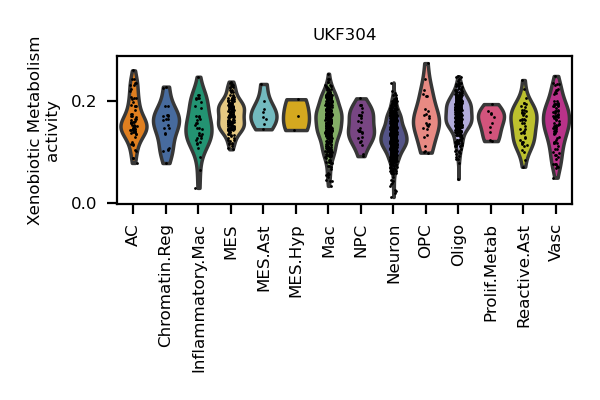 UKF304
Xenobiotic Metabolism
activity
0.2
0.0
AC
Chromatin.Reg
Inflammatory.Mac
MES
MES.Ast
MES.Hyp
Mac
NPC
Neuron
OPC
Oligo
Prolif.Metab
Reactive.Ast
Vasc